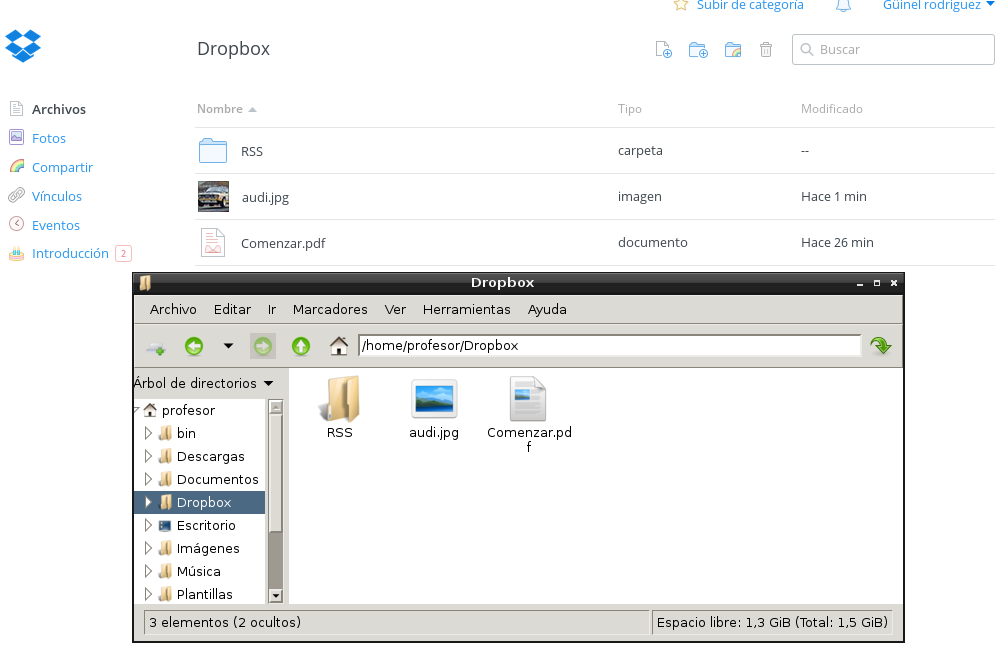 Subir de categoría Güinel rodriguez
Dropbox
Buscar
Archivos
Fotos
Compartir
Vínculos
Eventos
Introducción 2
Nombre Tipo Modificado
RSS carpeta --
audi.jpg imagen Hace 1 min
Comenzar.pdf documento Hace 26 min
Dropbox
Archivo Editar Ir Marcadores Ver Herramientas Ayuda
/home/profesor/Dropbox
Árbol de directorios
profesor
bin
Descargas
Documentos
Dropbox
Escritorio
Imágenes
Música
Plantillas
RSS
audi.jpg
Comenzar.pd
f
3 elementos (2 ocultos) Espacio libre: 1,3 GiB (Total: 1,5 GiB)